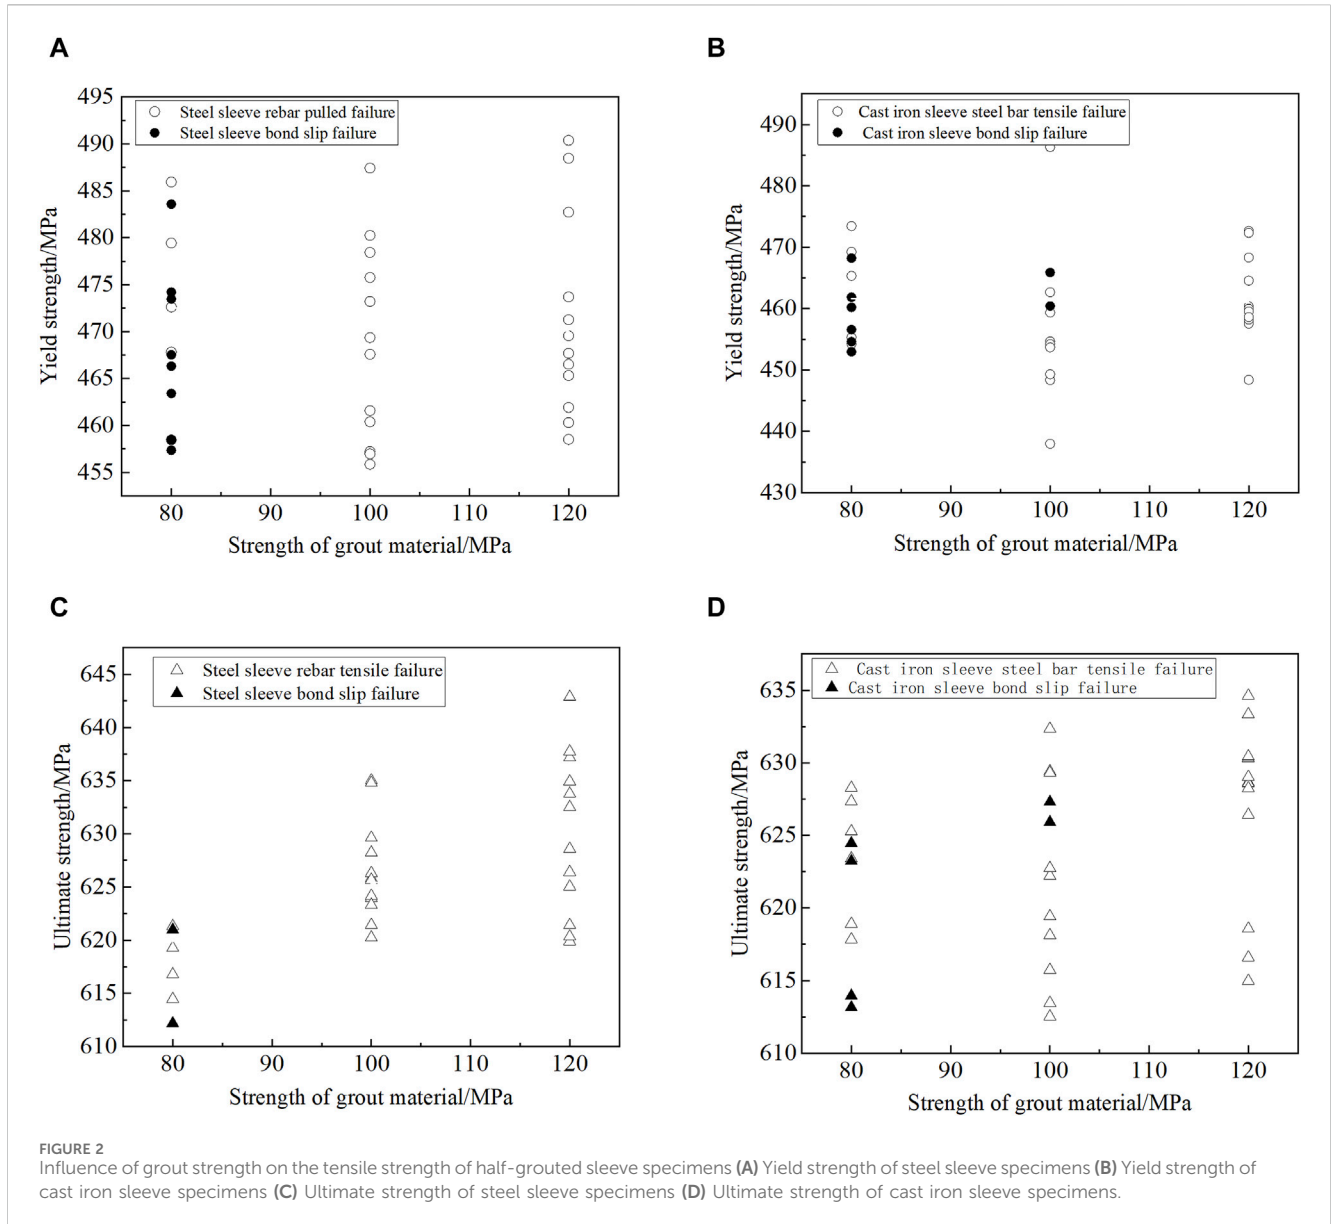 A
495
490
485
480
475
470
465
460
455
Yield strength/MPa
Steel sleeve rebar pulled failure
Steel sleeve bond slip failure
80
90
100
110
120
Strength of grout material/MPa
B
490
480
470
460
450
440
430
Yield strength/MPa
Cast iron sleeve steel bar tensile failure
Cast iron sleeve bond slip failure
80
90
100
110
120
Strength of grout material/MPa
C
645
640
635
630
625
620
615
610
Ultimate strength/MPa
Steel sleeve rebar tensile failure
Steel sleeve bond slip failure
80
90
100
110
120
Strength of grout material/MPa
D
635
630
625
620
615
610
Ultimate strength/MPa
Cast iron sleeve steel bar tensile failure
Cast iron sleeve bond slip failure
80
90
100
110
120
Strength of grout material/MPa
FIGURE 2
Influence of grout strength on the tensile strength of half-grouted sleeve specimens (A) Yield strength of steel sleeve specimens (B) Yield strength of
cast iron sleeve specimens (C) Ultimate strength of steel sleeve specimens (D) Ultimate strength of cast iron sleeve specimens.